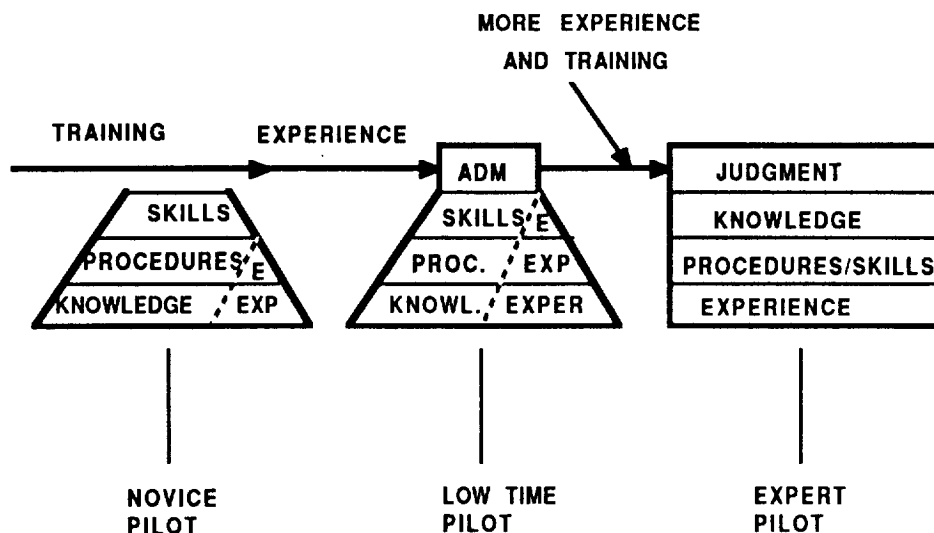 MORE EXPERIENCE
AND TRAINING
TRAINING
EXPERIENCE
ADM
JUDGMENT
SKILLS
SKILLS E
KNOWLEDGE
PROCEDURES E
PROC. EXP
PROCEDURES/SKILLS
KNOWLEDGE EXP
KNOWL. EXPER
EXPERIENCE
NOVICE
PILOT
LOW TIME
PILOT
EXPERT
PILOT